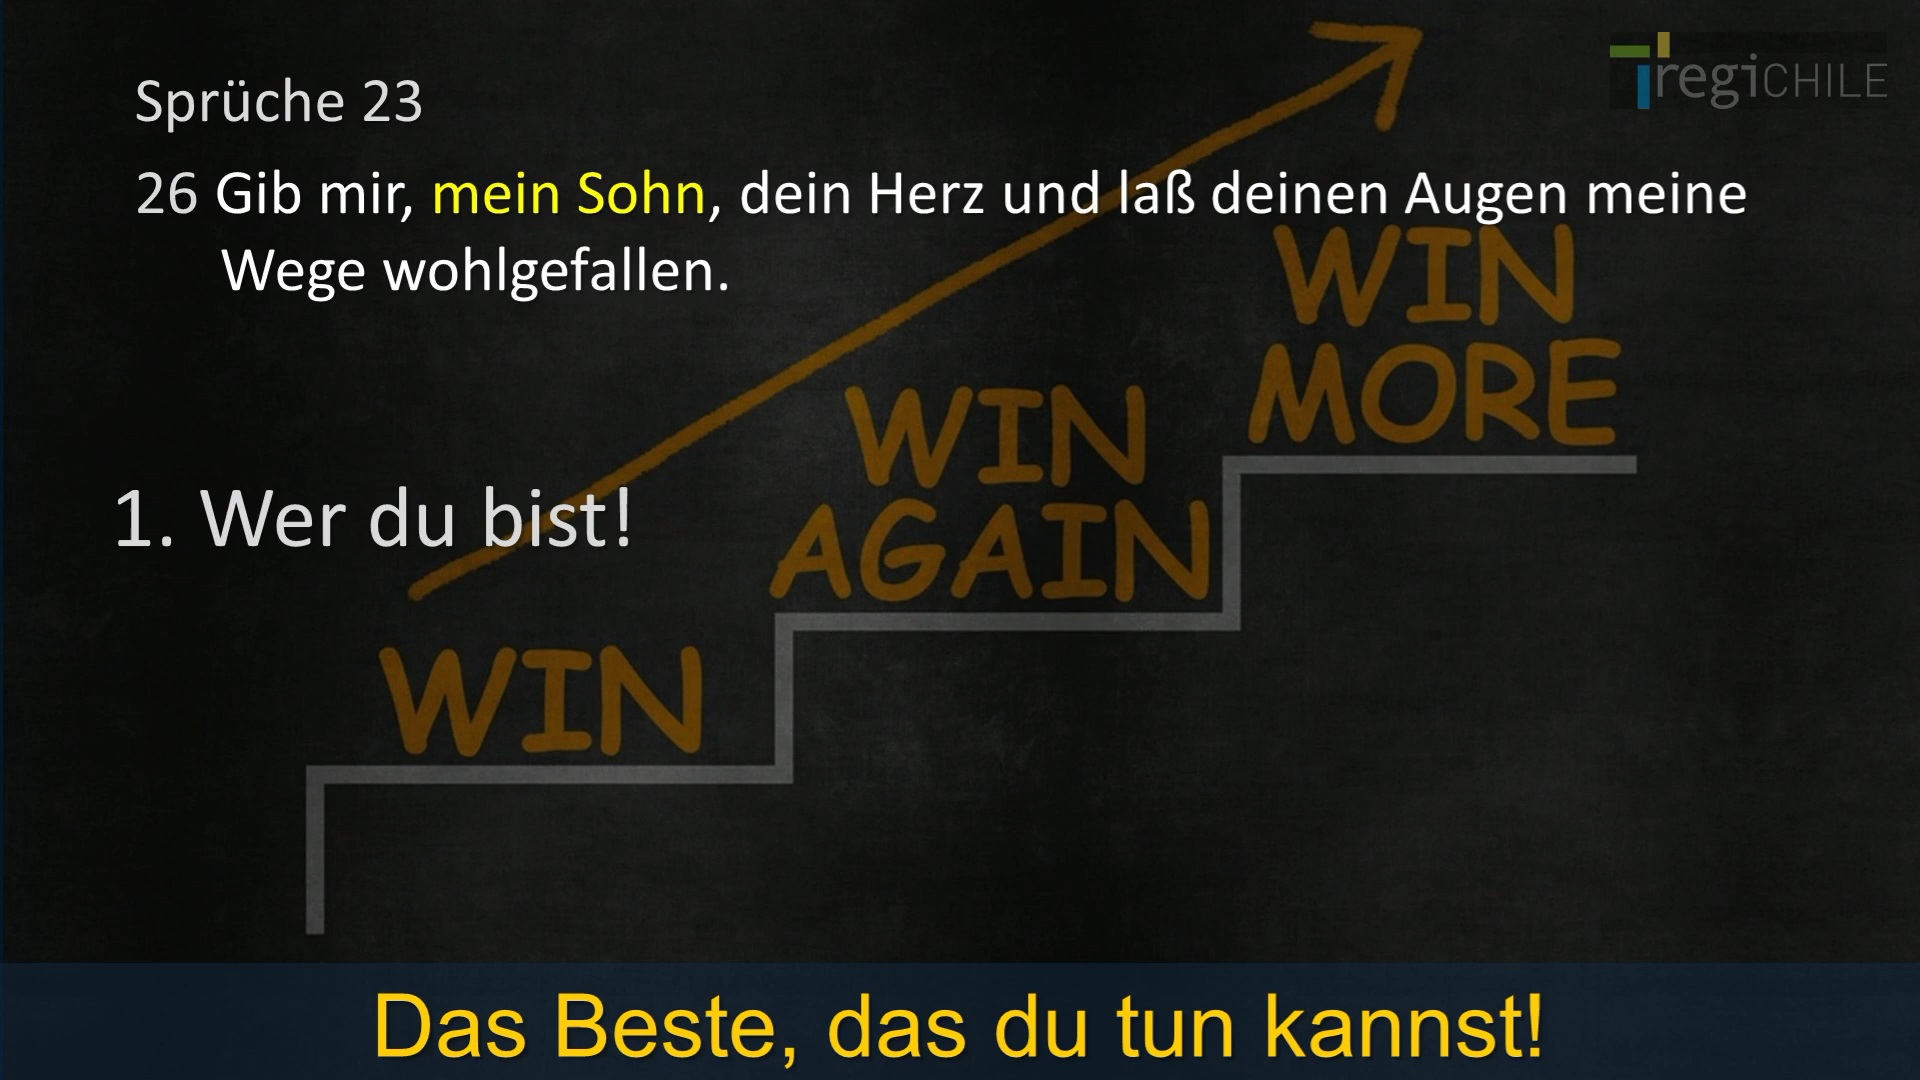 regiCHILE
Sprüche 23
26 Gib mir, mein Sohn, dein Herz und laß deinen Augen meine
Wege wohlgefallen.
WIN
MORE
WIN
AGAIN
1. Wer du bist!
WIN
Das Beste, das du tun kannst!